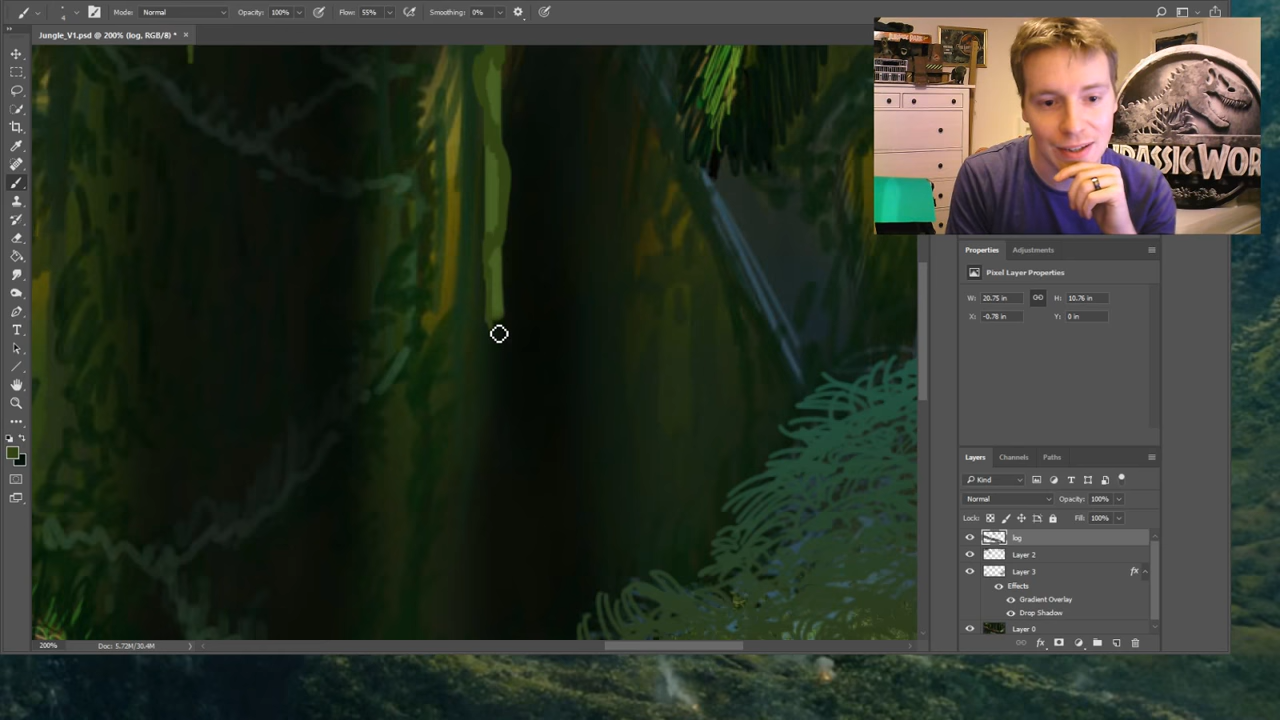 Mode: Normal Opacity: 100% Flow: 55% Smoothing: 0%
Jungle_V1.psd @ 200% (log, RGB/8) *
JURASSIC WOR
Properties Adjustments
Pixel Layer Properties
W: 20.75 in H: 10.76 in
X: -0.78 in Y: 0 in
Layers Channels Paths
Kind
Normal Opacity: 100%
Lock: Fill: 100%
log
Layer 2
Layer 3 fx
Effects
Gradient Overlay
Drop Shadow
Layer 0
200% Doc: 5.72M/30.4M